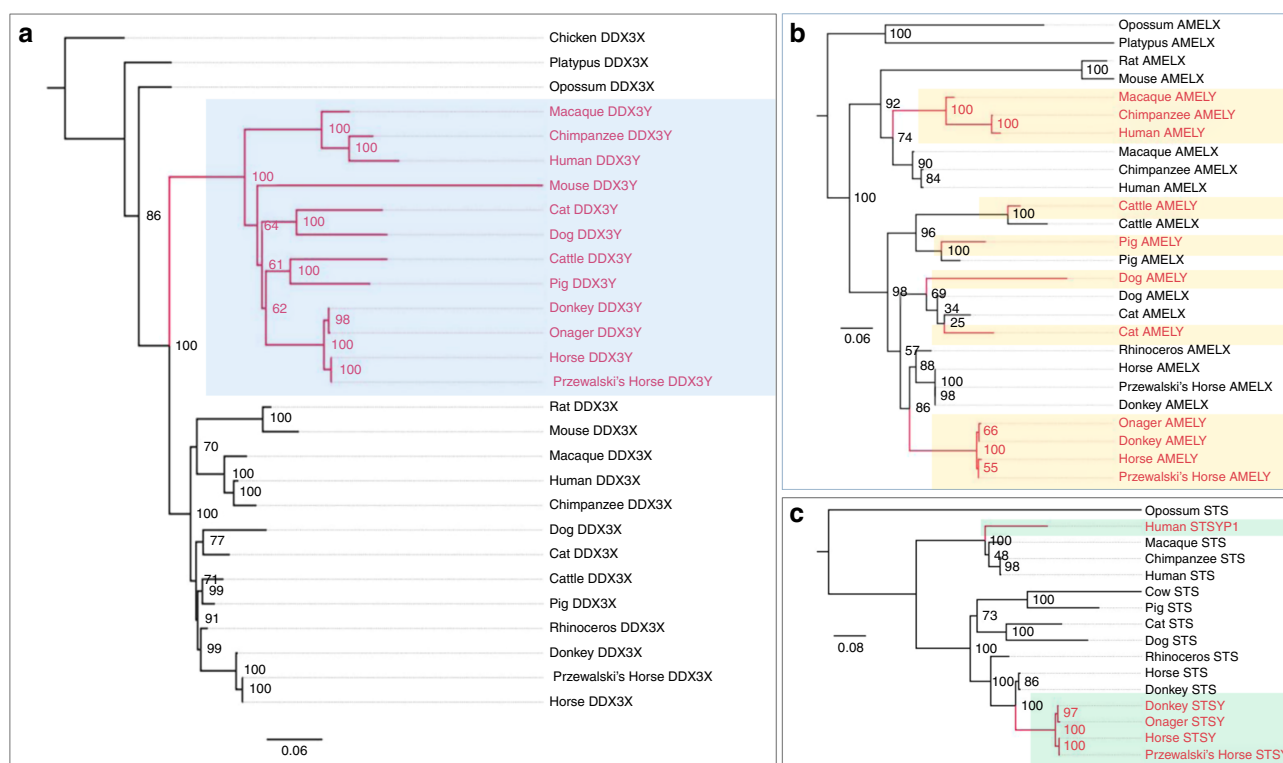 a
Chicken DDX3X
Platypus DDX3X
Opossum DDX3X
Macaque DDX3Y
100
Chimpanzee DDX3Y
100
Human DDX3Y
100
Mouse DDX3Y
Cat DDX3Y
86
64
100
Dog DDX3Y
Cattle DDX3Y
61
100
Pig DDX3Y
62
Donkey DDX3Y
98
Onager DDX3Y
100
100
Horse DDX3Y
100
Przewalski's Horse DDX3Y
Rat DDX3X
100
Mouse DDX3X
70
Macaque DDX3X
100
Human DDX3X
100
Chimpanzee DDX3X
100
Dog DDX3X
77
Cat DDX3X
71
Cattle DDX3X
99
Pig DDX3X
91
Rhinoceros DDX3X
99
Donkey DDX3X
100
Przewalski's Horse DDX3X
100
Horse DDX3X
0.06
b
Opossum AMELX
100
Platypus AMELX
Rat AMELX
100
Mouse AMELX
92
Macaque AMELY
100
Chimpanzee AMELY
100
Human AMELY
74
Macaque AMELX
90
Chimpanzee AMELX
84
Human AMELX
100
Cattle AMELY
100
Cattle AMELX
96
Pig AMELY
100
Pig AMELX
Dog AMELY
98
69
Dog AMELX
34
Cat AMELX
25
Cat AMELY
0.06
57
Rhinoceros AMELX
88
Horse AMELX
100
Przewalski's Horse AMELX
98
Donkey AMELX
86
Onager AMELY
66
Donkey AMELY
100
Horse AMELY
55
Przewalski's Horse AMELY
c
Opossum STS
Human STSYP1
100
Macaque STS
48
Chimpanzee STS
98
Human STS
Cow STS
100
Pig STS
73
Cat STS
100
Dog STS
0.08
100
Rhinoceros STS
100
Horse STS
86
Donkey STS
100
Donkey STSY
97
Onager STSY
100
Horse STSY
100
Przewalski's Horse STSY